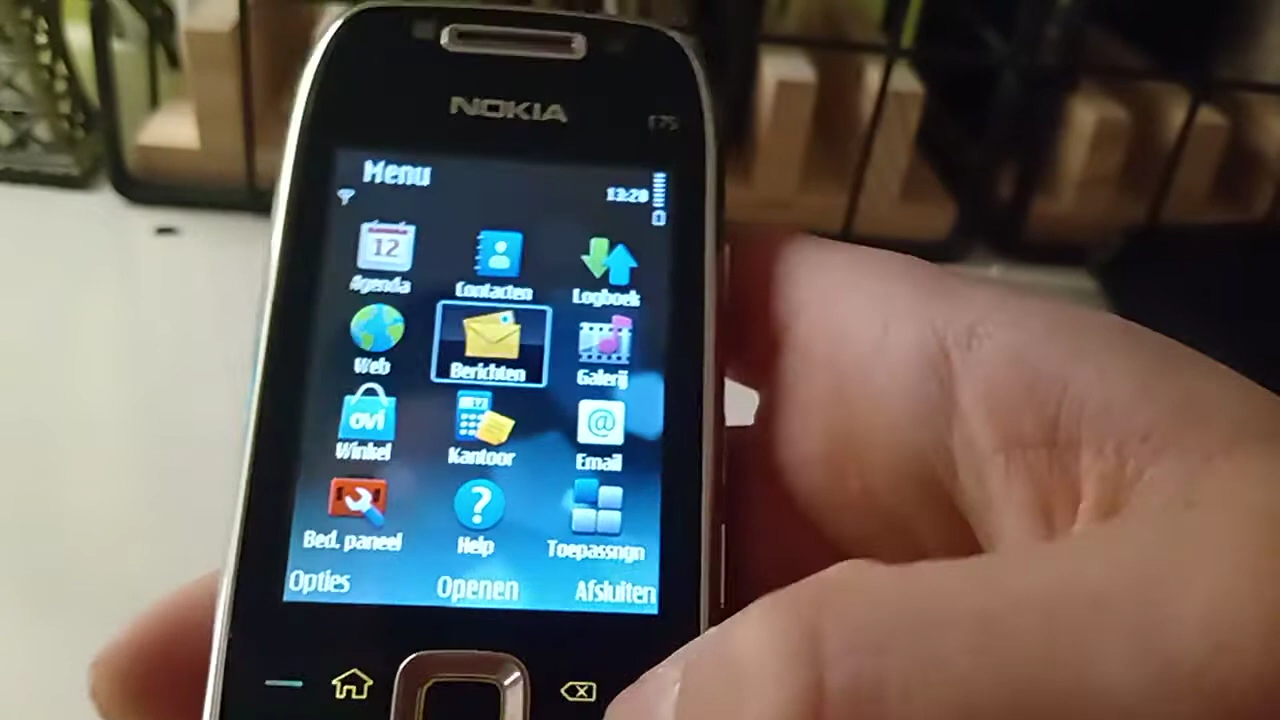 NOKIA
E75
Menu
13:20
12
Agenda
Contacten
Logboek
Web
Berichten
Galerij
ovi
Winkel
Kantoor
@
Email
Bed. paneel
?
Help
Toepassngn
Opties
Openen
Afsluiten